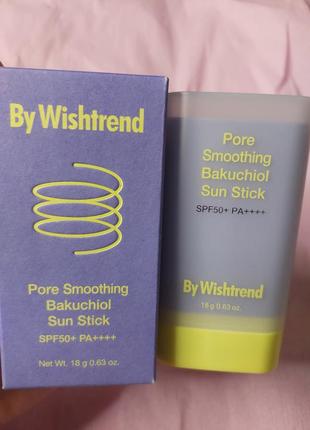 By Wishtrend
Pore Smoothing
Bakuchiol
Sun Stick
SPF50+ PA++++
Net Wt. 18 g 0.63 oz.
Pore
Smoothing
Bakuchiol
Sun Stick
SPF50+ PA++++
By Wishtrend
18 g 0.63 oz.